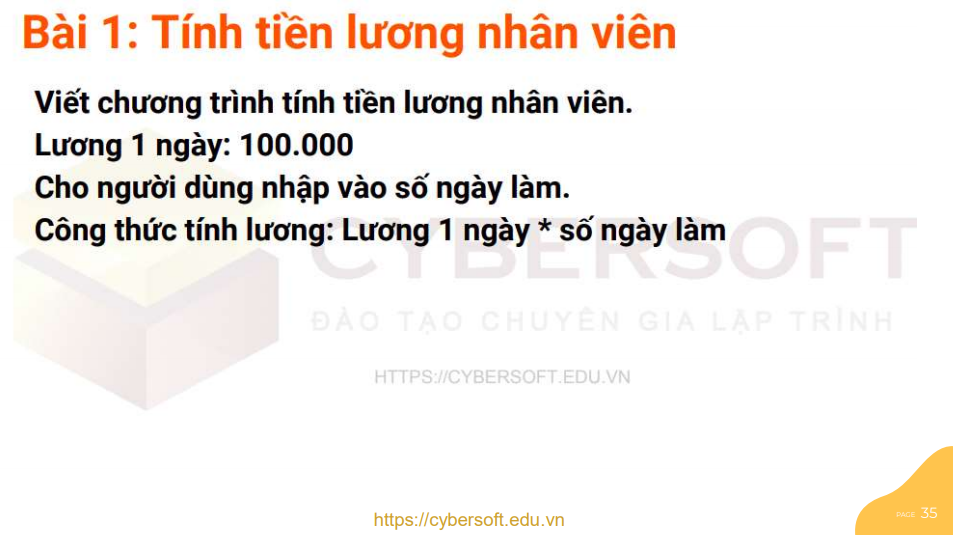 Bài 1: Tính tiền lương nhân viên
Viết chương trình tính tiền lương nhân viên.
Lương 1 ngày: 100.000
Cho người dùng nhập vào số ngày làm.
Công thức tính lương: Lương 1 ngày * số ngày làm
CYBERSOFT
ĐÀO TẠO CHUYÊN GIA LẬP TRÌNH
HTTPS://CYBERSOFT.EDU.VN
https://cybersoft.edu.vn
PAGE 35